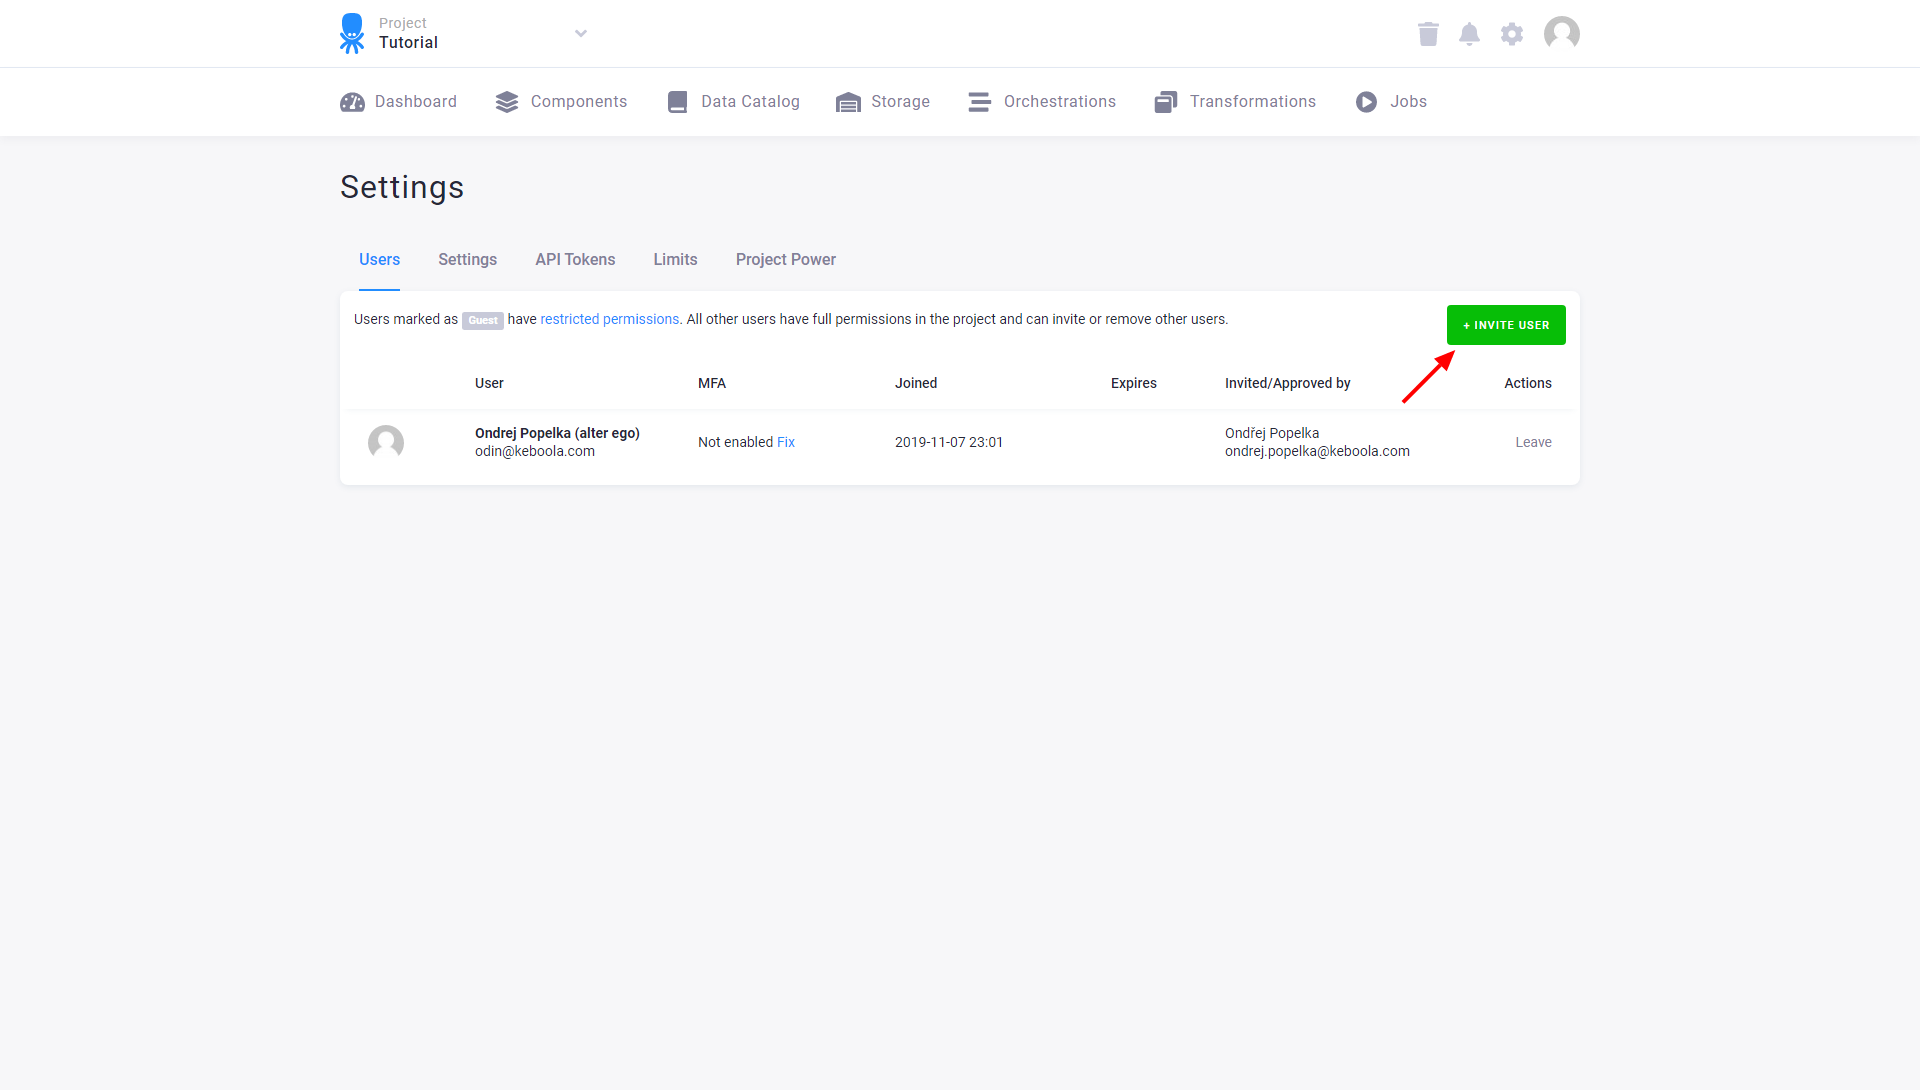 Project
Tutorial
Dashboard Components Data Catalog Storage Orchestrations Transformations Jobs
Settings
Users Settings API Tokens Limits Project Power
Users marked as Guest have restricted permissions. All other users have full permissions in the project and can invite or remove other users.
+ INVITE USER
User MFA Joined Expires Invited/Approved by Actions
Ondrej Popelka (alter ego) Ondřej Popelka
Not enabled Fix 2019-11-07 23:01 Leave
odin@keboola.com ondrej.popelka@keboola.com